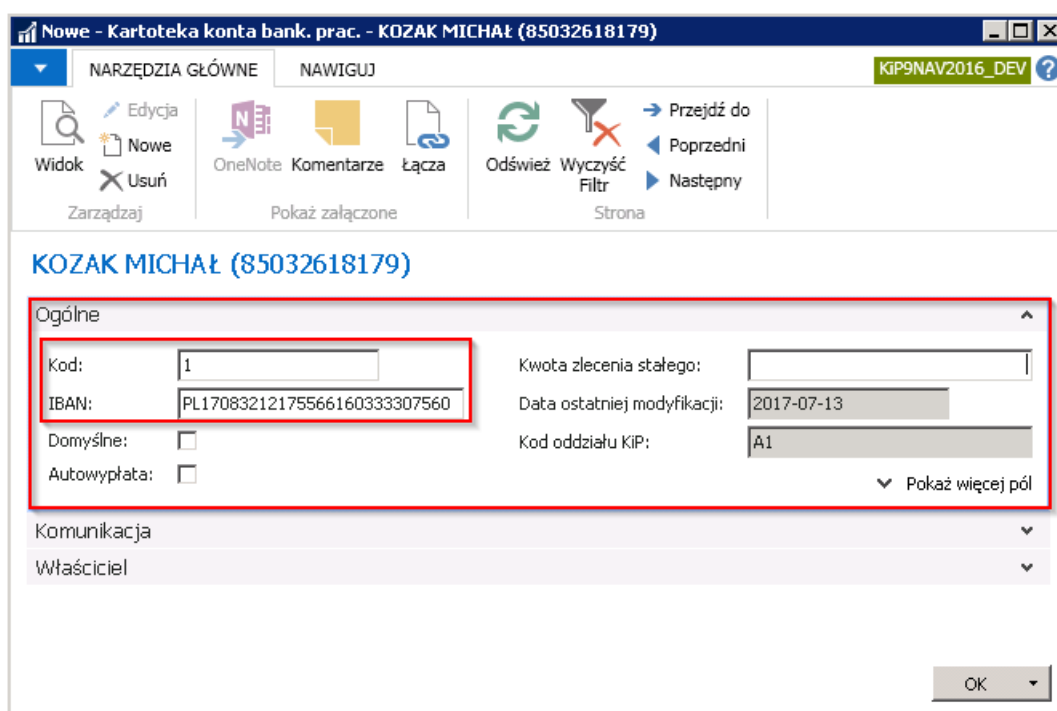 Nowe - Kartoteka konta bank. prac. - KOZAK MICHAŁ (85032618179)
NARZĘDZIA GŁÓWNE NAWIGUJ KiP9NAV2016_DEV ?
Widok
Edycja
Nowe
Usuń
Zarządzaj
OneNote Komentarze Łącza
Pokaż załączone
Odśwież Wyczyść Filtr
Przejdź do
Poprzedni
Następny
Strona
KOZAK MICHAŁ (85032618179)
Ogólne
Kod: 1
IBAN: PL17083212175566160333307560
Domyślne:
Autowypłata:
Kwota zlecenia stałego:
Data ostatniej modyfikacji: 2017-07-13
Kod oddziału KiP: A1
Pokaż więcej pól
Komunikacja
Właściciel
OK